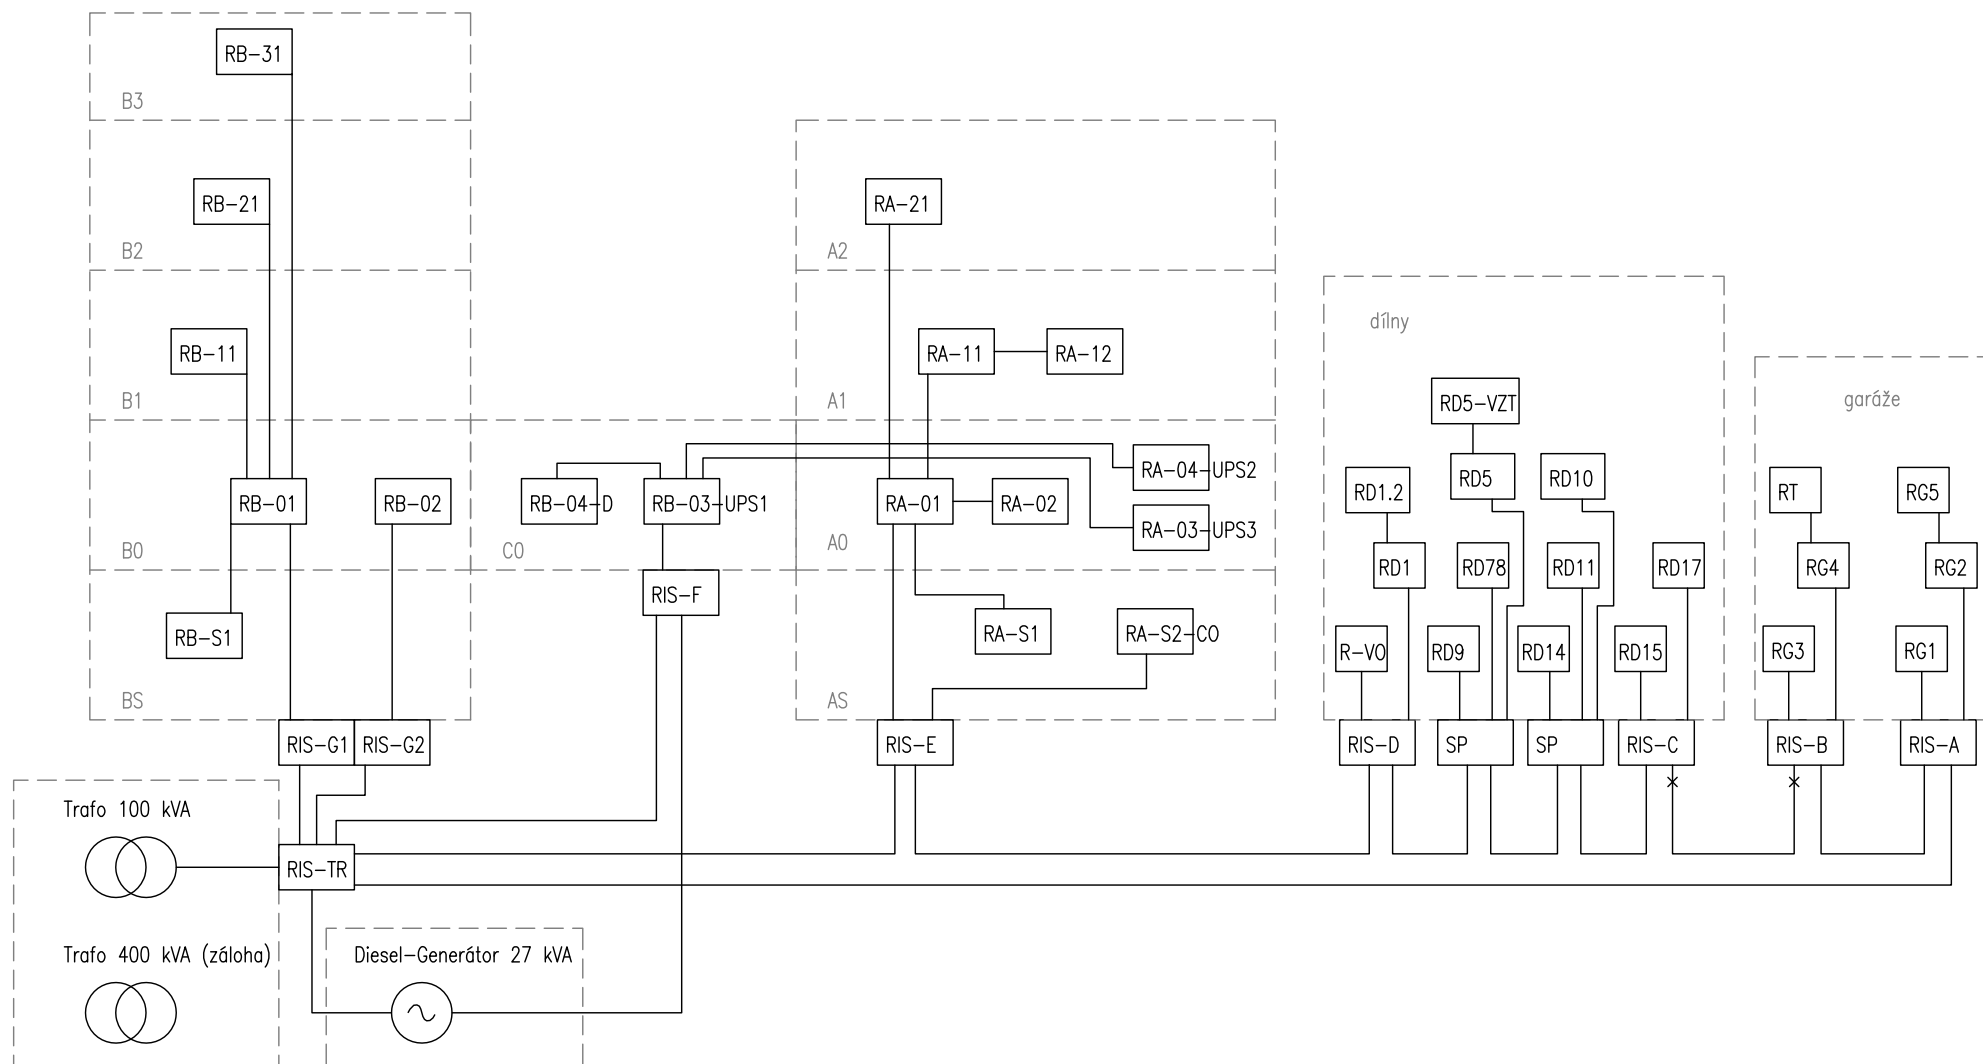 RB-31
B3
RB-21
RA-21
B2
A2
dílny
RB-11
RA-11
RA-12
B1
A1
RD5-VZT
garáže
RA-04-UPS2
RD1.2
RD5
RD10
RT
RG5
RB-01
RB-02
RB-04-D
RB-03-UPS1
RA-01
RA-02
RA-03-UPS3
B0
C0
A0
RD1
RD78
RD11
RD17
RG4
RG2
RIS-F
RB-S1
RA-S1
RA-S2-CO
R-VO
RD9
RD14
RD15
RG3
RG1
BS
AS
RIS-G1
RIS-G2
RIS-E
RIS-D
SP
SP
RIS-C
RIS-B
RIS-A
Trafo 100 kVA
RIS-TR
Trafo 400 kVA (záloha)
Diesel-Generátor 27 kVA